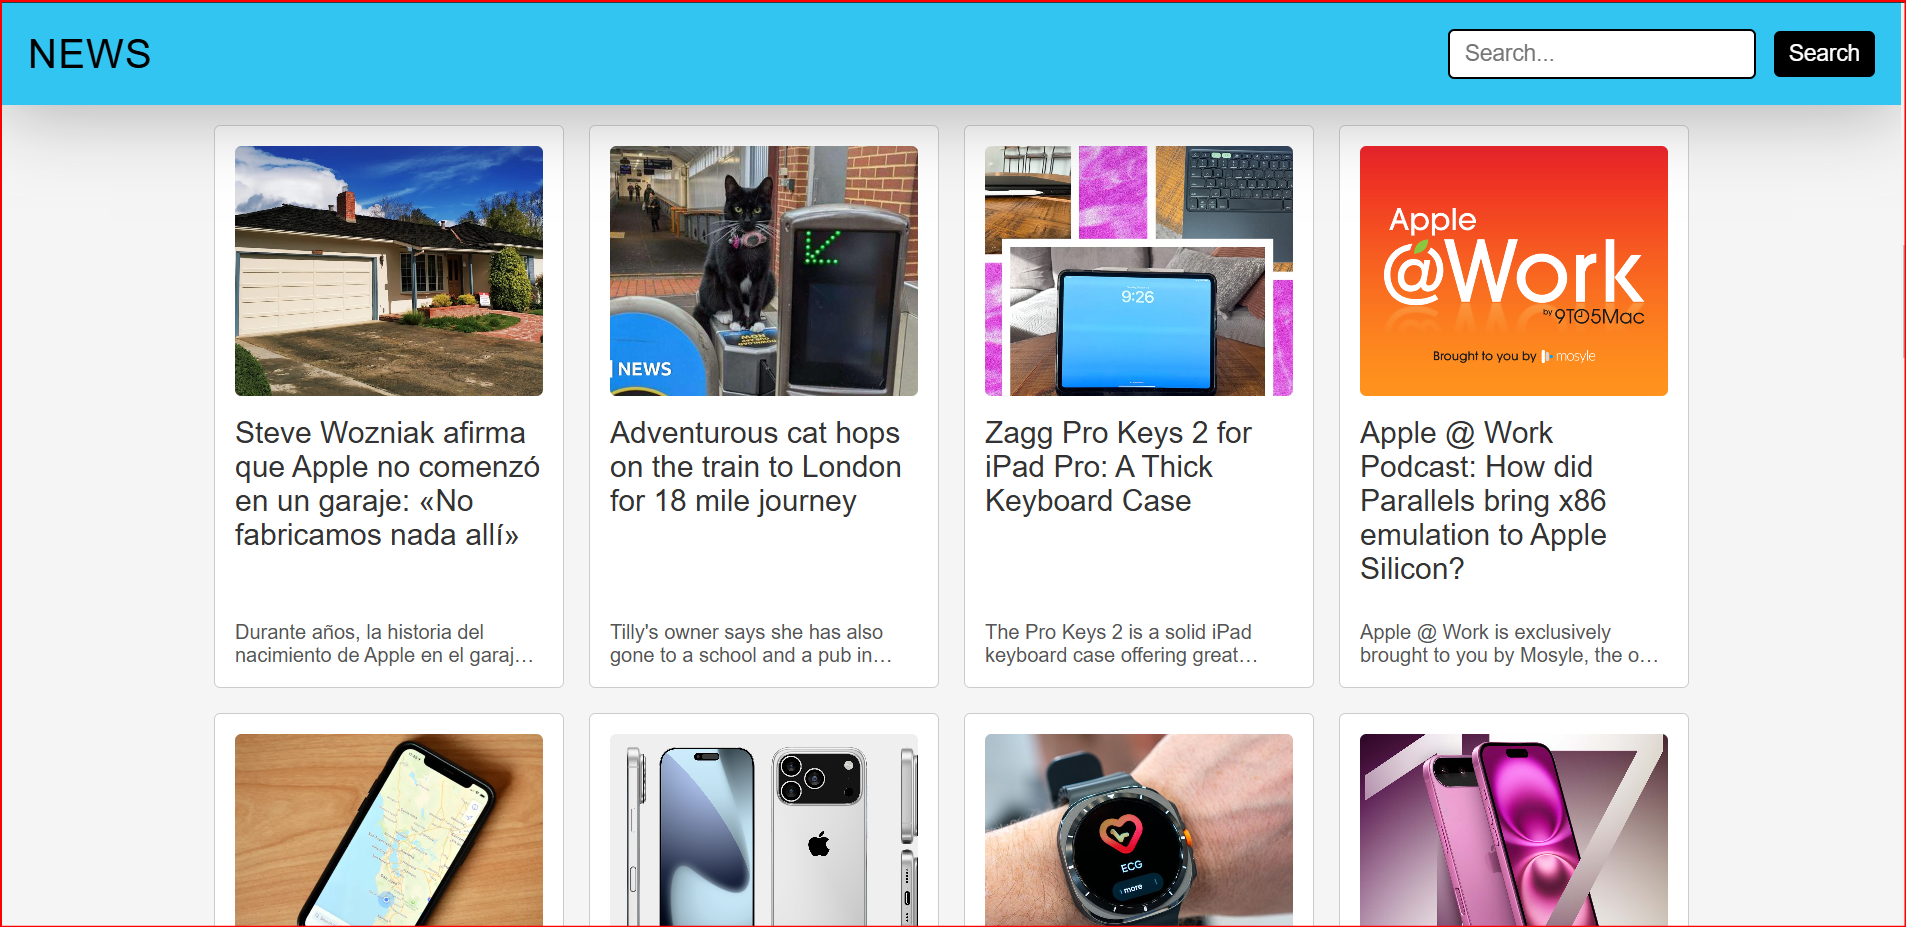 NEWS
Search...
Search
NEWS
9:26
Apple
@Work
by 9TO5Mac
Brought to you by mosyle
Steve Wozniak afirma
que Apple no comenzó
en un garaje: «No
fabricamos nada allí»
Adventurous cat hops
on the train to London
for 18 mile journey
Zagg Pro Keys 2 for
iPad Pro: A Thick
Keyboard Case
Apple @ Work
Podcast: How did
Parallels bring x86
emulation to Apple
Silicon?
Durante años, la historia del
nacimiento de Apple en el garaj…
Tilly's owner says she has also
gone to a school and a pub in…
The Pro Keys 2 is a solid iPad
keyboard case offering great…
Apple @ Work is exclusively
brought to you by Mosyle, the o…
ECG
more